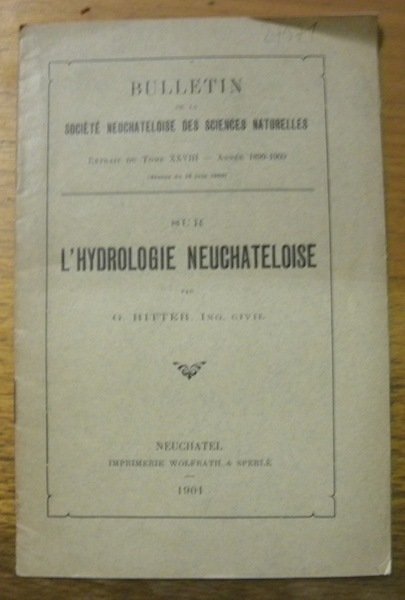 BULLETIN
DE LA
SOCIÉTÉ NEUCHATELOISE DES SCIENCES NATURELLES
EXTRAIT DU TOME XXVIII — ANNÉE 1899-1900
SUR
L'HYDROLOGIE NEUCHATELOISE
PAR
G. RITTER, ING. CIVIL
NEUCHATEL
IMPRIMERIE WOLFRATH & SPERLÉ
1901